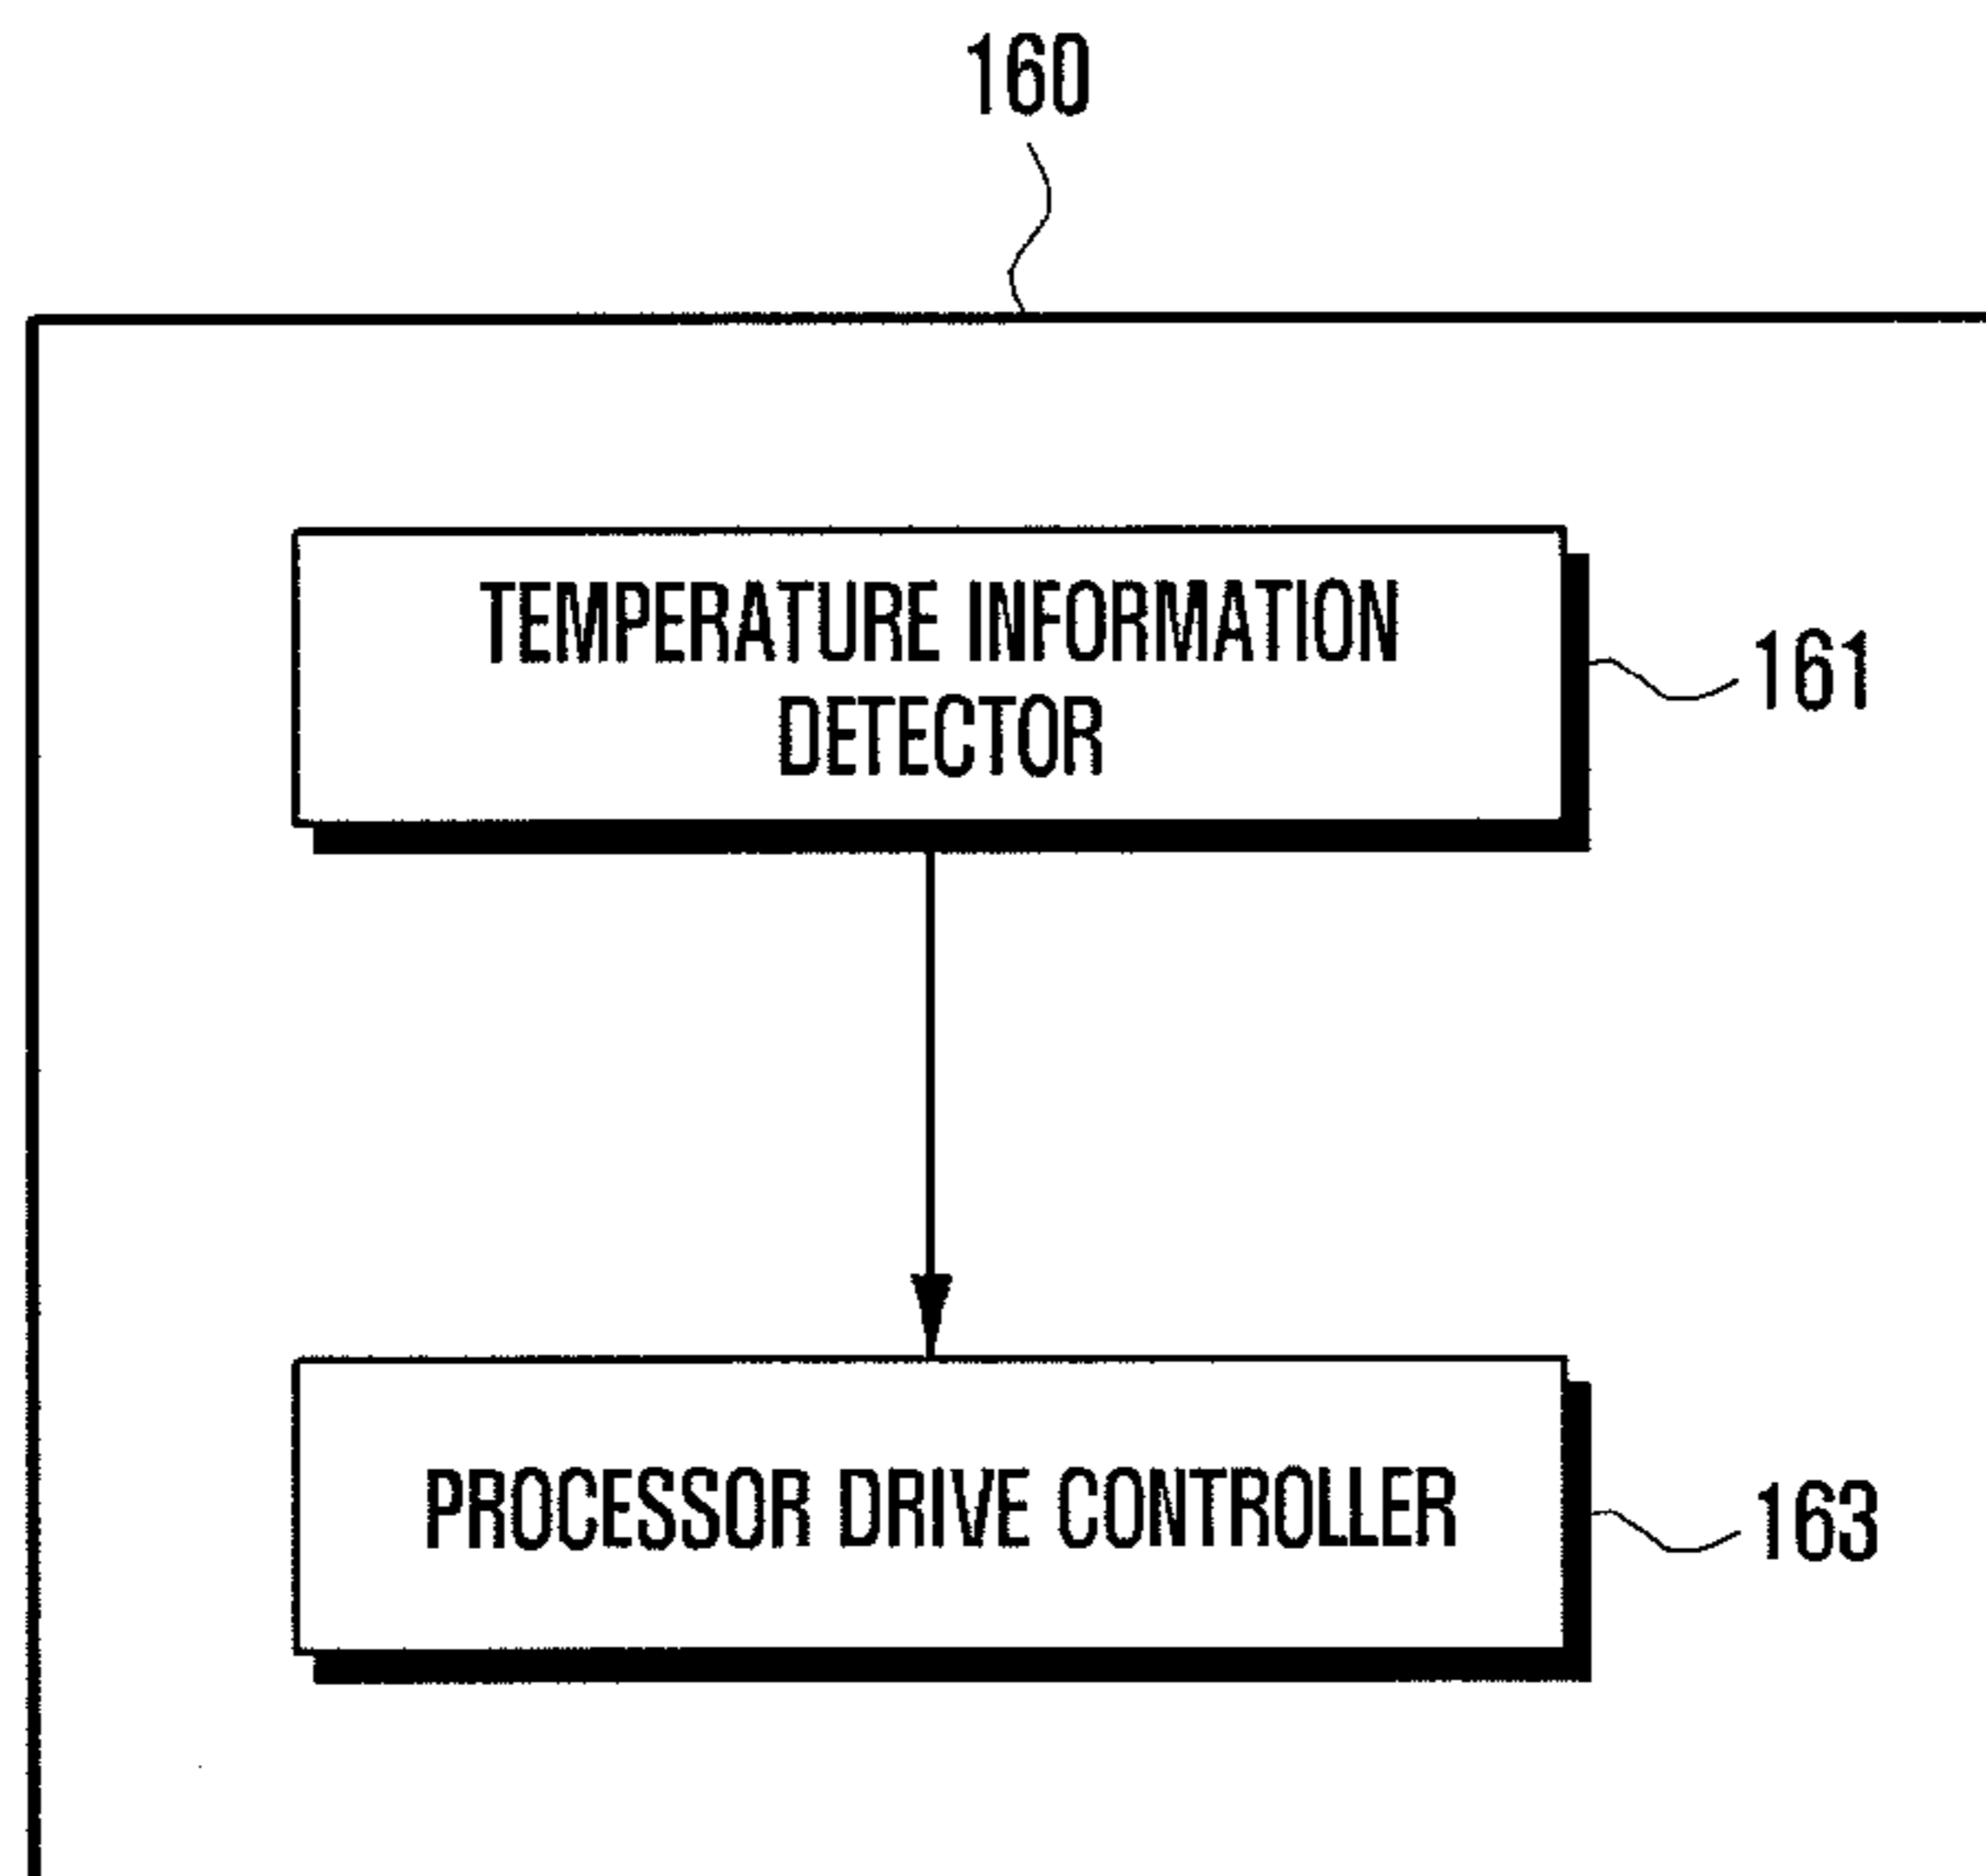 160
TEMPERATURE INFORMATION
DETECTOR
161
PROCESSOR DRIVE CONTROLLER
163